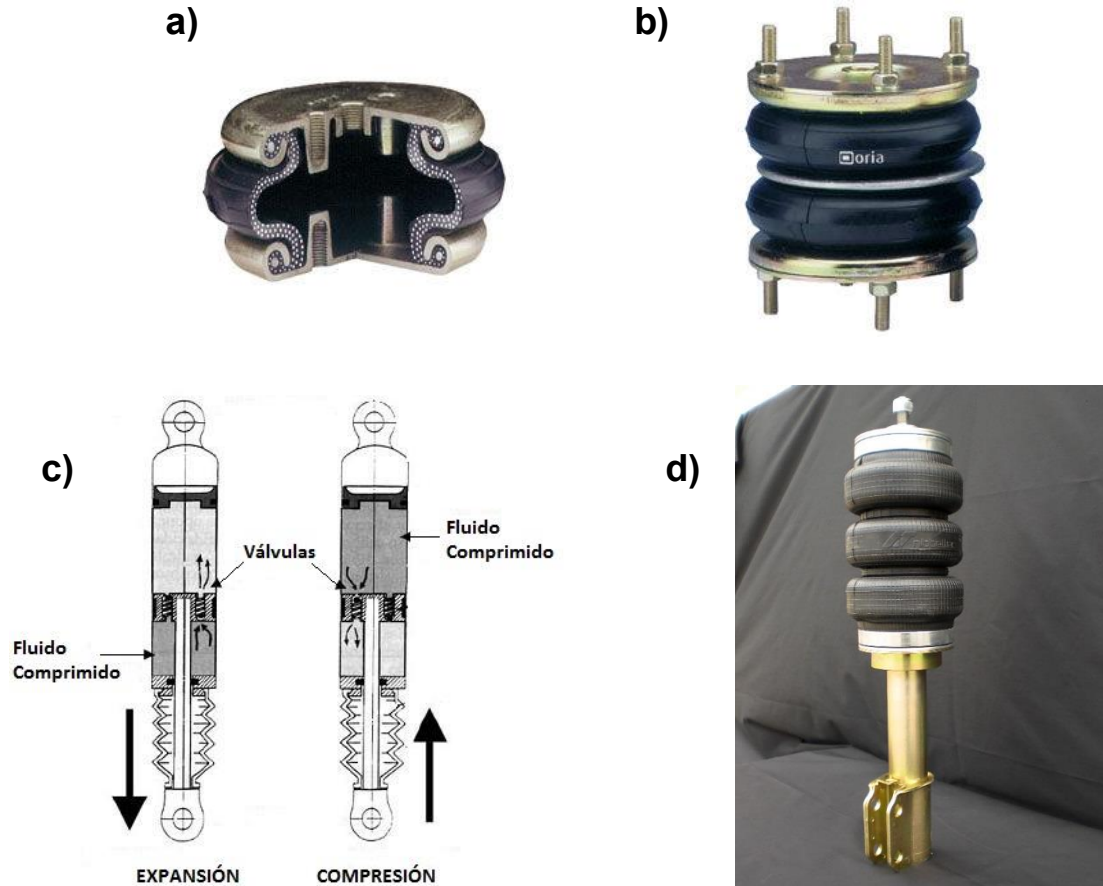 a)
b)
oria
c)
Fluido
Comprimido
Válvulas
Fluido
Comprimido
EXPANSIÓN
COMPRESIÓN
d)